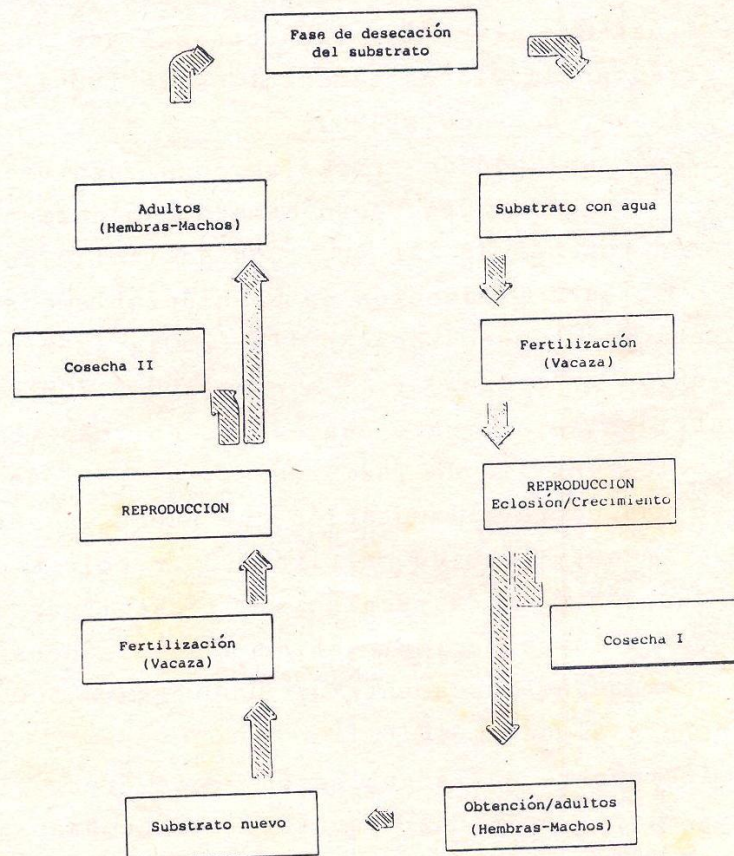 Fase de desecación
del substrato
Adultos
(Hembras-Machos)
Substrato con agua
Cosecha II
Fertilización
(Vacaza)
REPRODUCCION
REPRODUCCION
Eclosión/Crecimiento
Fertilización
(Vacaza)
Cosecha I
Substrato nuevo
Obtención/adultos
(Hembras-Machos)